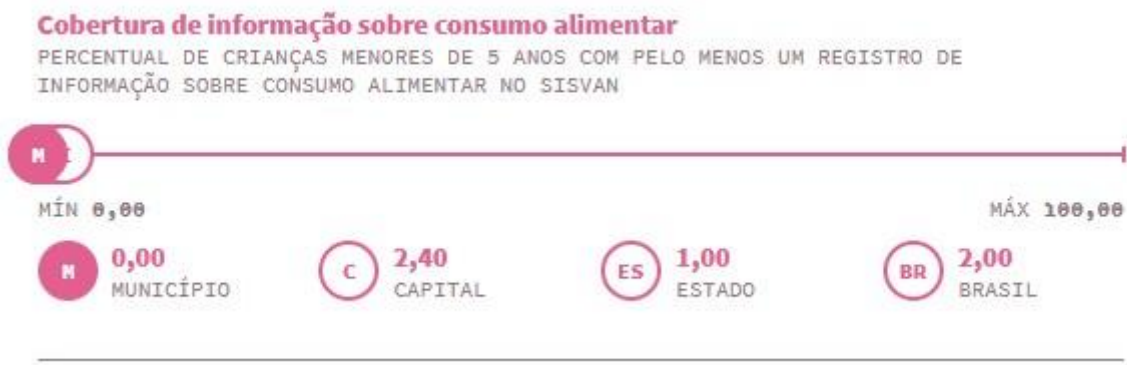 Cobertura de informação sobre consumo alimentar
PERCENTUAL DE CRIANÇAS MENORES DE 5 ANOS COM PELO MENOS UM REGISTRO DE
INFORMAÇÃO SOBRE CONSUMO ALIMENTAR NO SISVAN
M
MÍN 0,00 MÁX 100,00
M 0,00 C 2,40 ES 1,00 BR 2,00
MUNICÍPIO CAPITAL ESTADO BRASIL